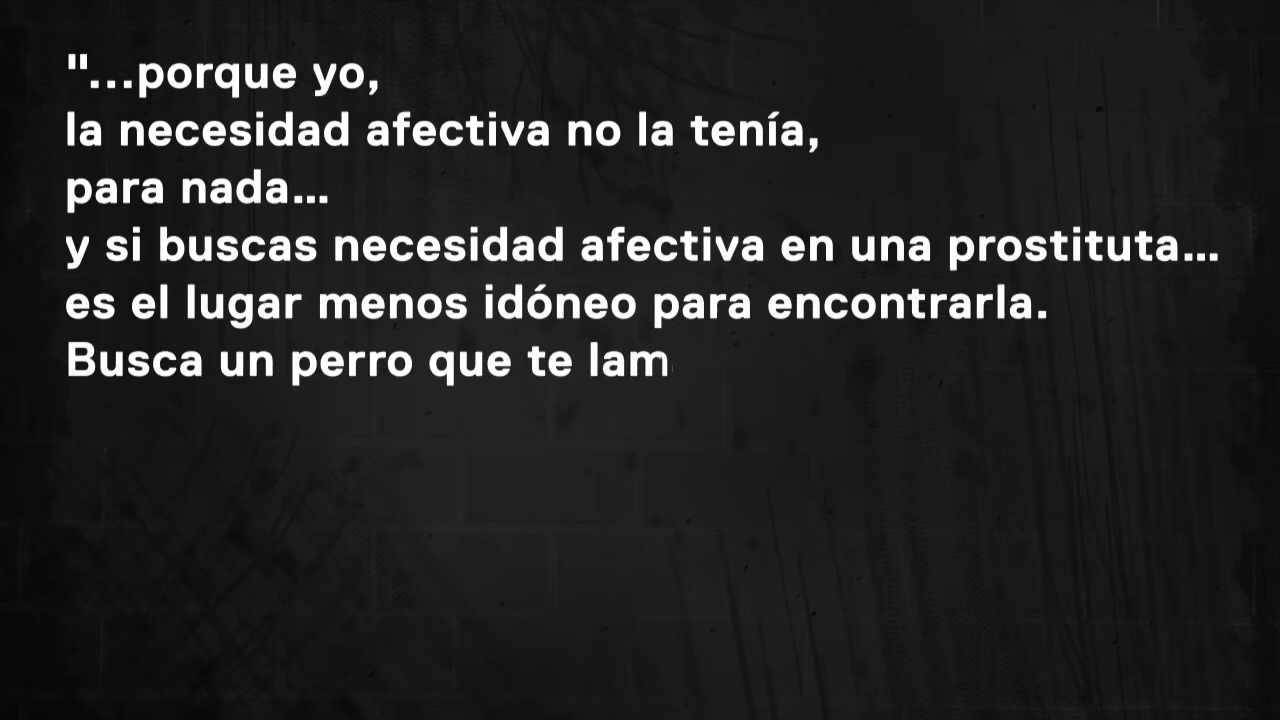 "...porque yo,
la necesidad afectiva no la tenía,
para nada...
y si buscas necesidad afectiva en una prostituta...
es el lugar menos idóneo para encontrarla.
Busca un perro que te lam